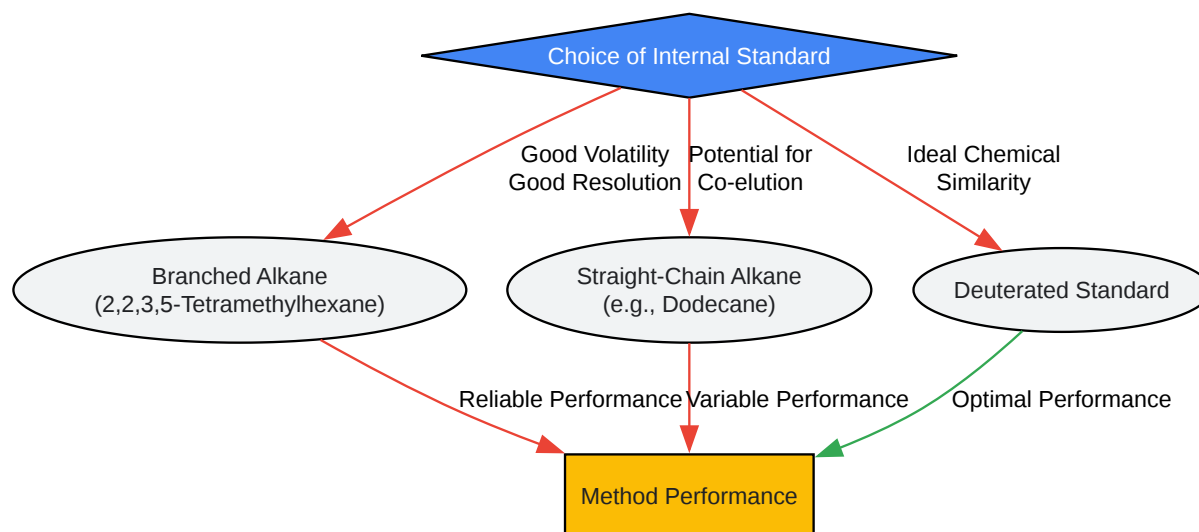 Choice of Internal Standard
Good Volatility
Good Resolution
Potential for
Co-elution
Ideal Chemical
Similarity
Branched Alkane
(2,2,3,5-Tetramethylhexane)
Straight-Chain Alkane
(e.g., Dodecane)
Deuterated Standard
Reliable Performance
Variable Performance
Optimal Performance
Method Performance